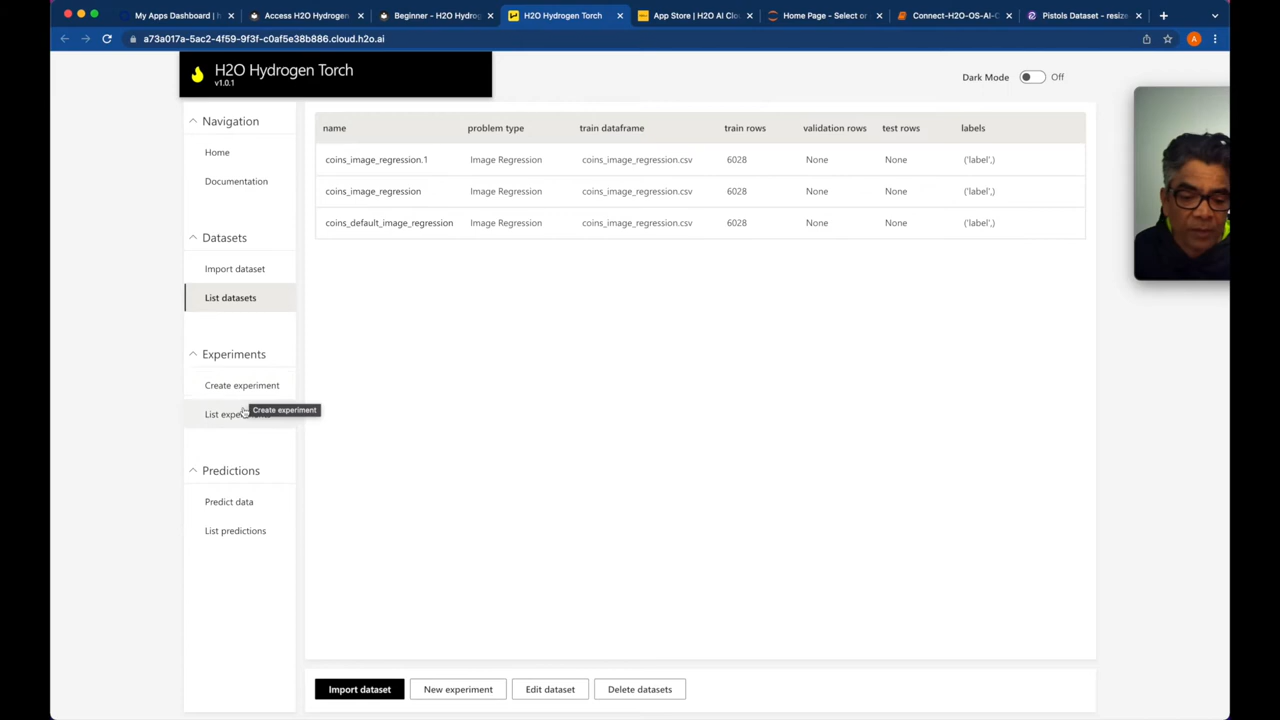 My Apps Dashboard | h
Access H2O Hydrogen
Beginner - H2O Hydrog
H2O Hydrogen Torch
App Store | H2O AI Clou
Home Page - Select or
Connect-H2O-OS-AI-C
Pistols Dataset - resize
a73a017a-5ac2-4f59-9f3f-c0af5e38b886.cloud.h2o.ai
A
H2O Hydrogen Torch
v1.0.1
Dark Mode
Off
Navigation
Home
Documentation
Datasets
Import dataset
List datasets
Experiments
Create experiment
List expe
Create experiment
Predictions
Predict data
List predictions
name problem type train dataframe train rows validation rows test rows labels
coins_image_regression.1 Image Regression coins_image_regression.csv 6028 None None ('label',)
coins_image_regression Image Regression coins_image_regression.csv 6028 None None ('label',)
coins_default_image_regression Image Regression coins_image_regression.csv 6028 None None ('label',)
Import dataset New experiment Edit dataset Delete datasets